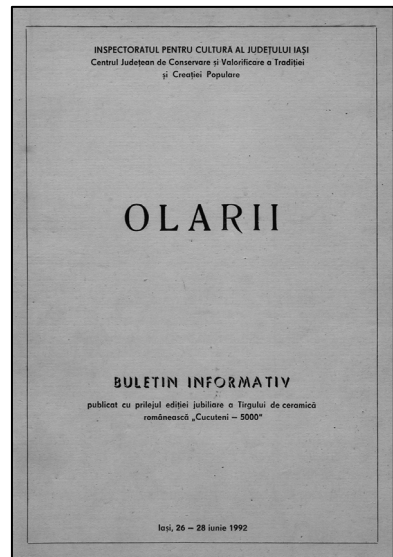 INSPECTORATUL PENTRU CULTURĂ AL JUDEȚULUI IAȘI
Centrul Județean de Conservare și Valorificare a Tradiției
și Creației Populare
OLARII
BULETIN INFORMATIV
publicat cu prilejul ediției jubiliare a Tîrgului de ceramică
românească „Cucuteni – 5000”
Iași, 26 – 28 iunie 1992